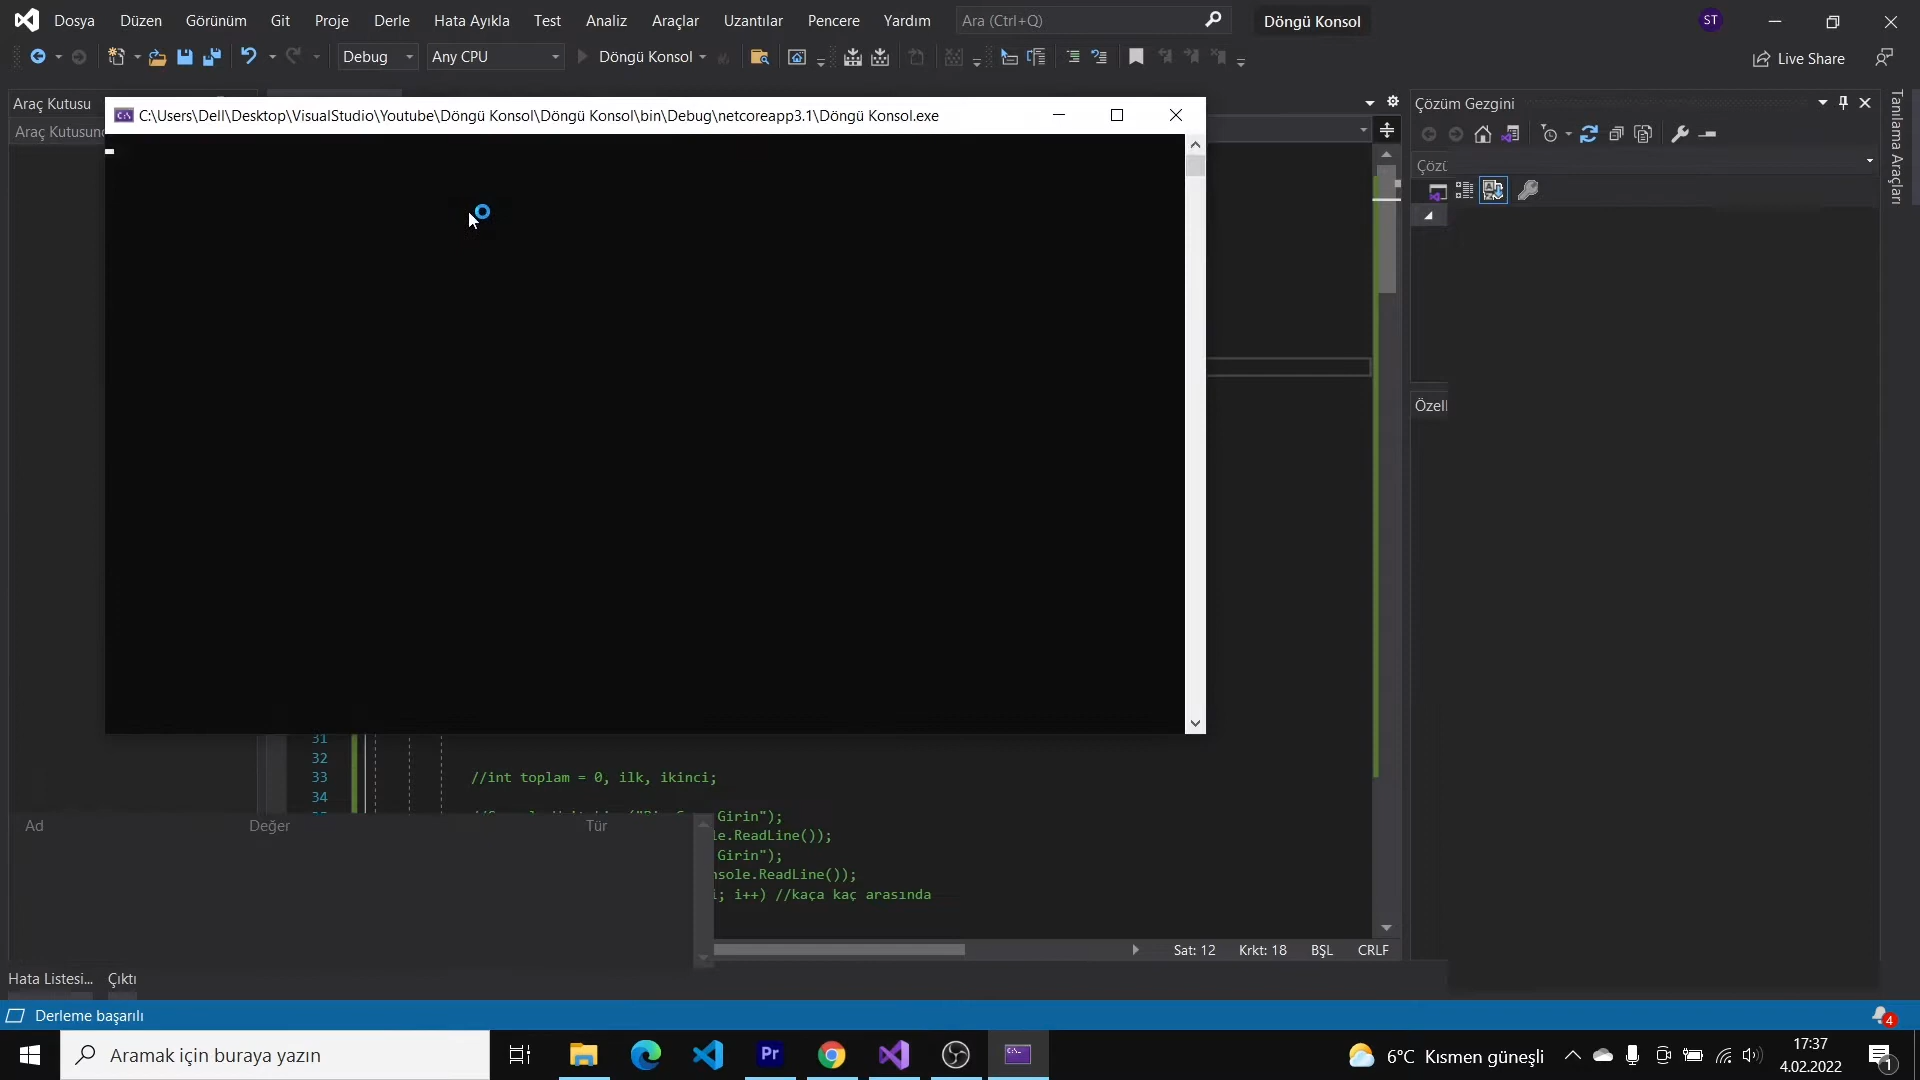 Dosya Düzen Görünüm Git Proje Derle Hata Ayıkla Test Analiz Araçlar Uzantılar Pencere Yardım Ara (Ctrl+Q) Döngü Konsol ST
Debug Any CPU Döngü Konsol Live Share
Araç Kutusu
C:\Users\Dell\Desktop\VisualStudio\Youtube\Döngü Konsol\Döngü Konsol\bin\Debug\netcoreapp3.1\Döngü Konsol.exe
Çözüm Gezgini
Tanılama Araçları
Özell
31
32
33 //int toplam = 0, ilk, ikinci;
34
Girin");
le.ReadLine());
Girin");
nsole.ReadLine());
i; i++) //kaça kaç arasında
Ad Değer Tür
Sat: 12 Krkt: 18 BŞL CRLF
Hata Listesi... Çıktı
Derleme başarılı
4
Aramak için buraya yazın
Pr
6°C Kısmen güneşli
17:37
4.02.2022
1